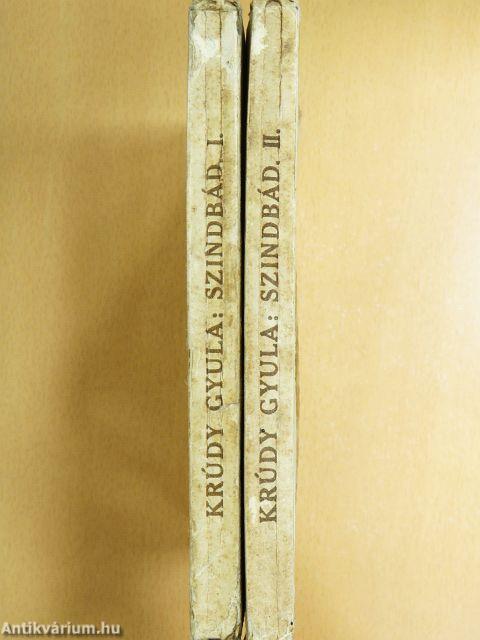 KRÚDY GYULA: SZINDBÁD. I.
KRÚDY GYULA: SZINDBÁD. II.
Antikvárium.hu